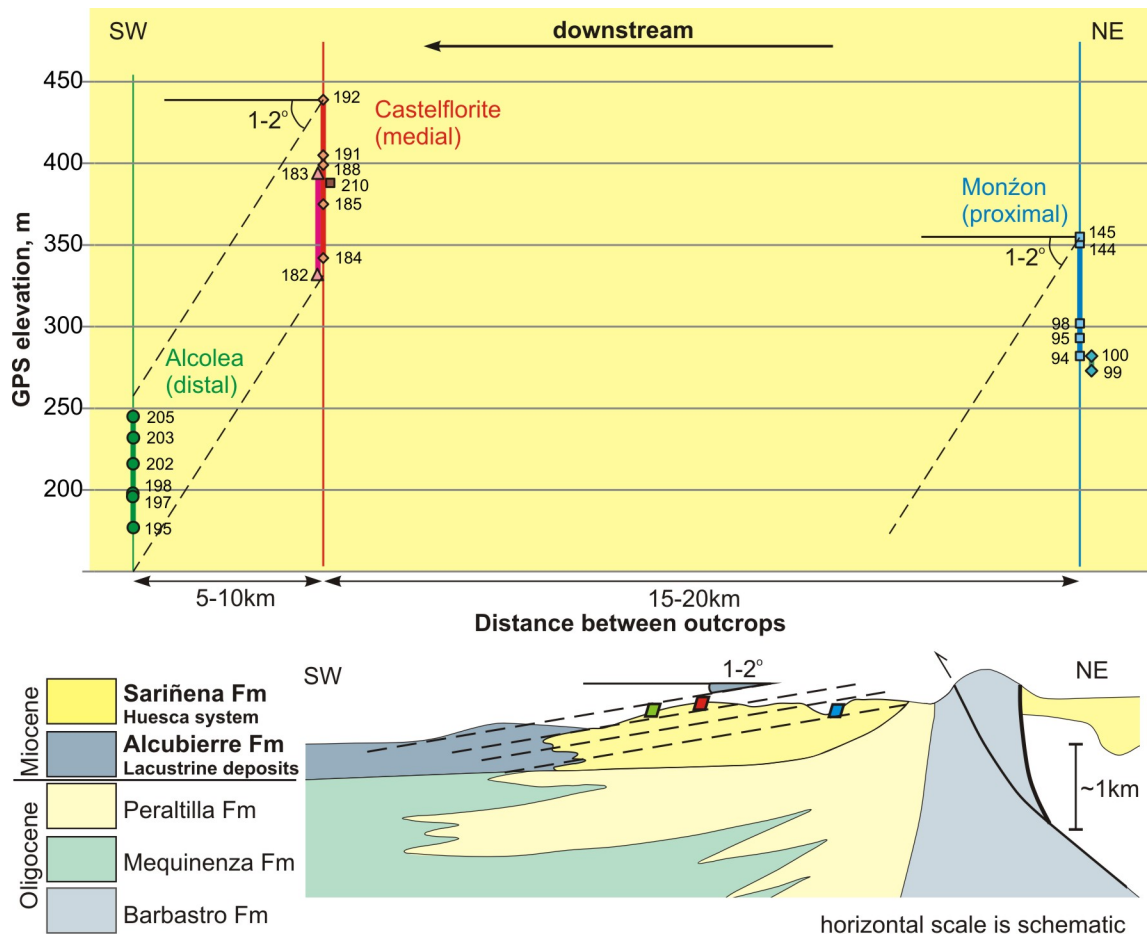 SW
downstream
NE
450
400
350
300
250
200
GPS elevation, m
192
1-2°
Castelflorite
(medial)
191
188
183
210
185
184
182
Monźon
(proximal)
145
144
1-2°
98
95
94
100
99
Alcolea
(distal)
205
203
202
198
197
195
5-10km
15-20km
Distance between outcrops
Miocene
Sariñena Fm
Huesca system
Alcubierre Fm
Lacustrine deposits
Oligocene
Peraltilla Fm
Mequinenza Fm
Barbastro Fm
SW
1-2°
NE
~1km
horizontal scale is schematic